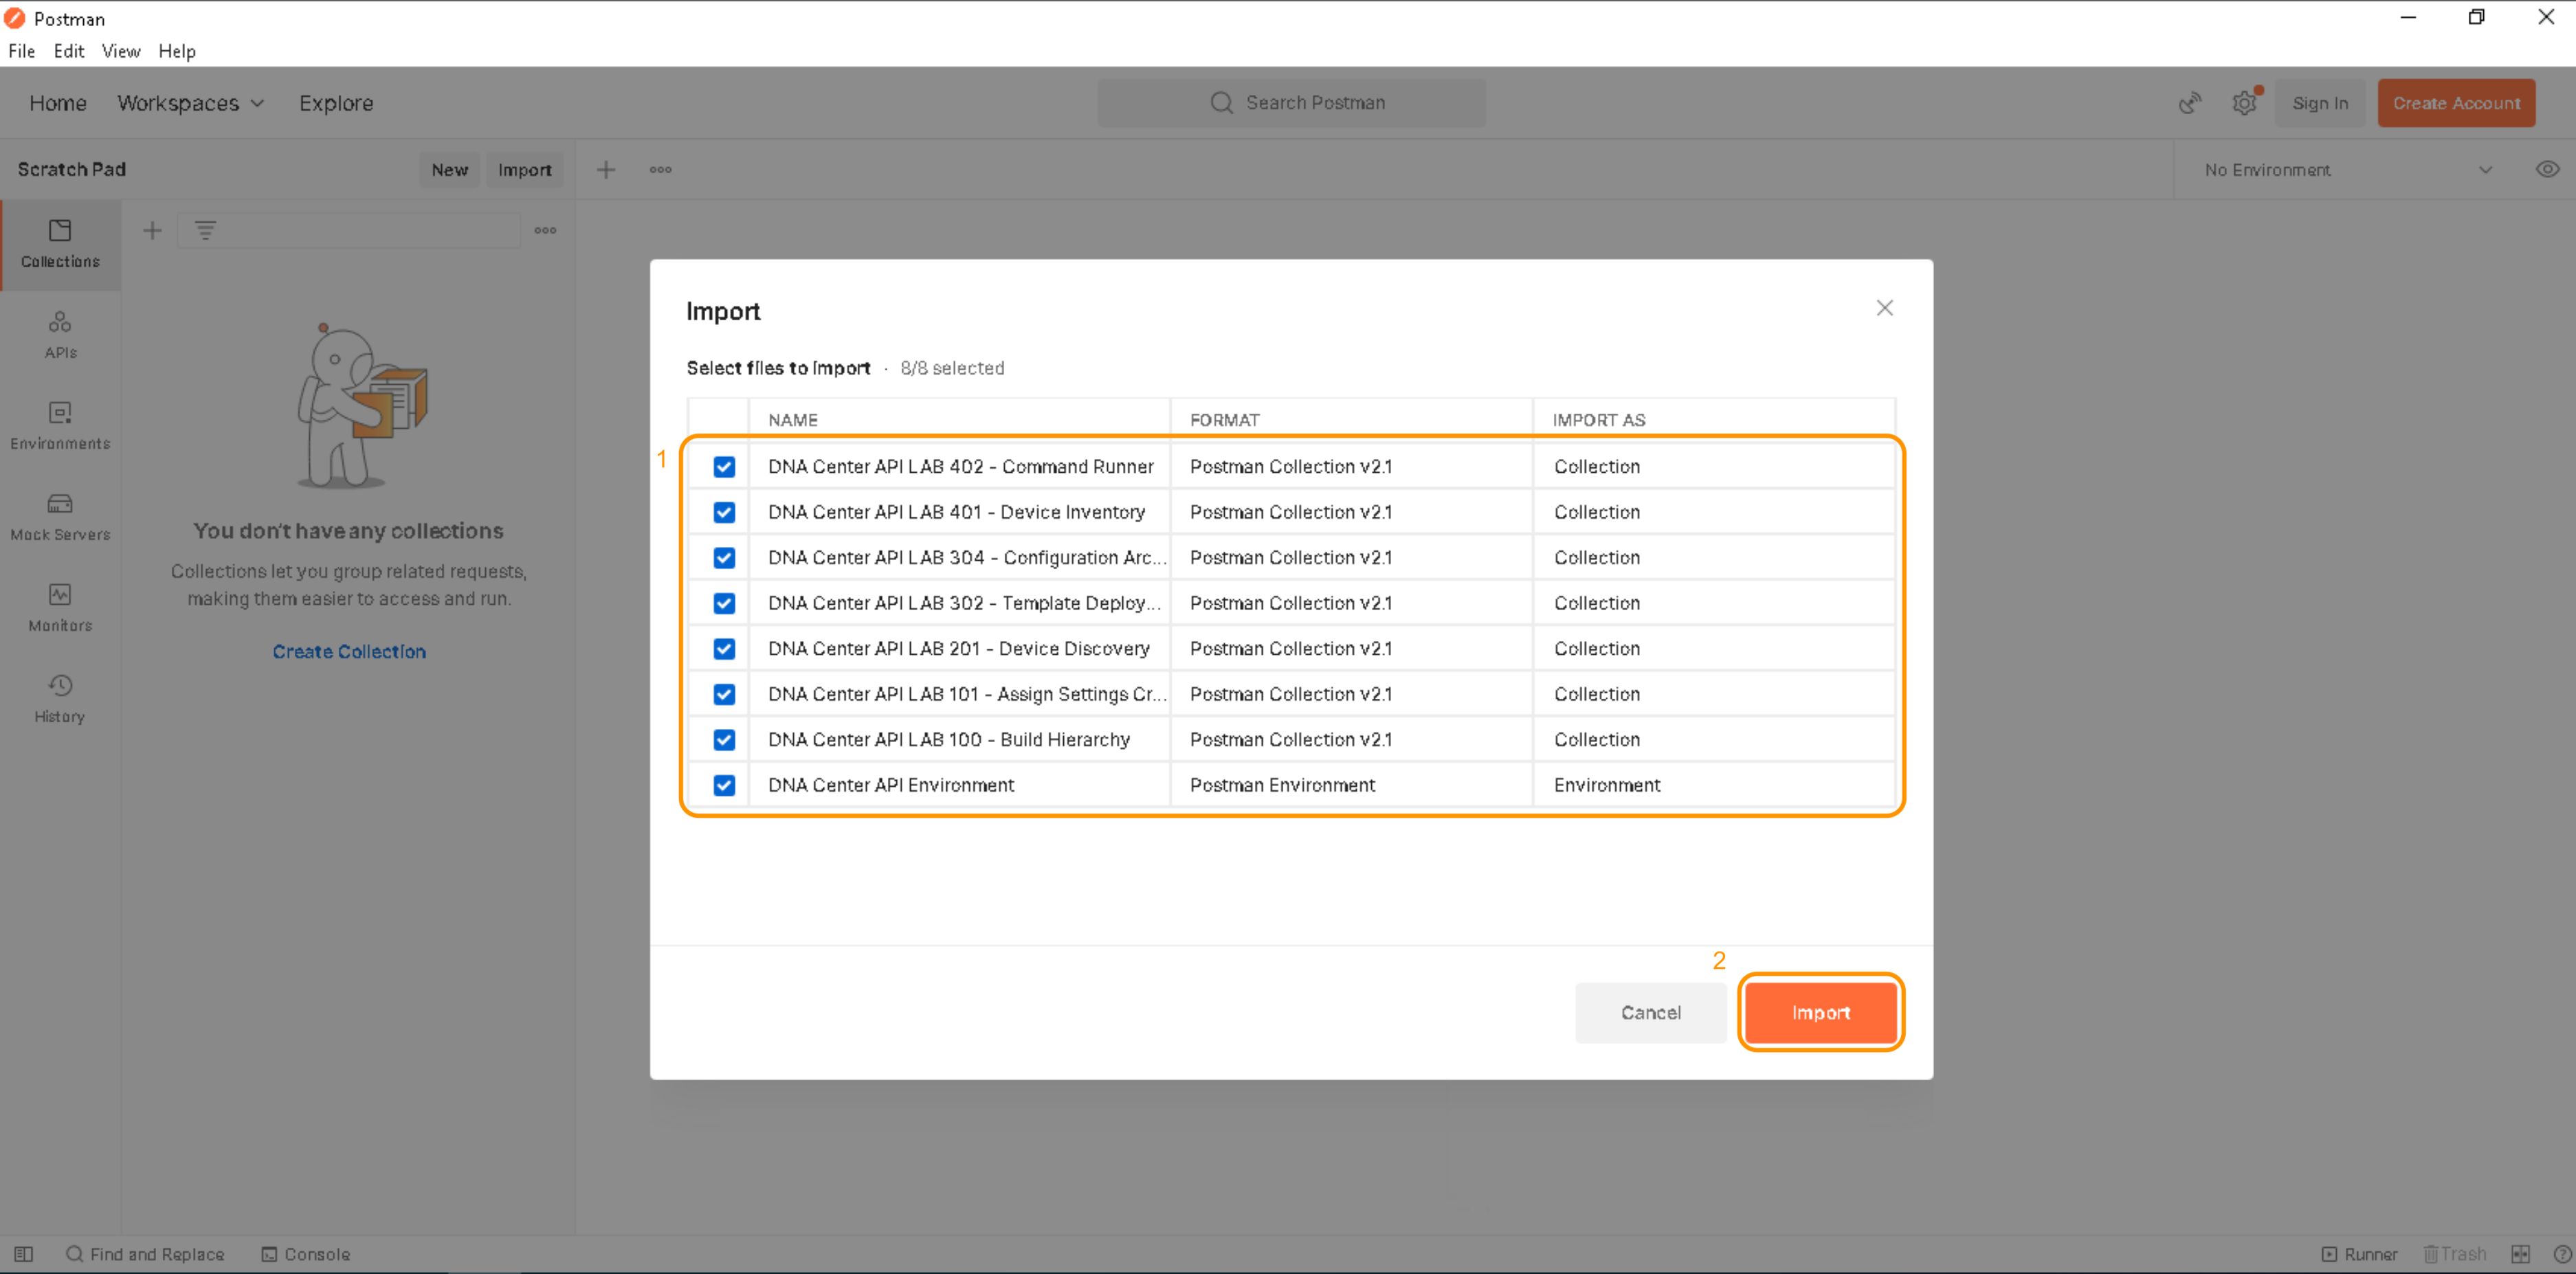 Postman
File Edit View Help
Home Workspaces Explore
Search Postman
Sign In
Create Account
Scratch Pad
New
Import
No Environment
Collections
APIs
Environments
Mock Servers
Monitors
History
You don't have any collections
Collections let you group related requests,
making them easier to access and run.
Create Collection
Import
Select files to import · 8/8 selected
NAME FORMAT IMPORT AS
1
DNA Center API LAB 402 - Command Runner Postman Collection v2.1 Collection
DNA Center API LAB 401 - Device Inventory Postman Collection v2.1 Collection
DNA Center API LAB 304 - Configuration Arc... Postman Collection v2.1 Collection
DNA Center API LAB 302 - Template Deploy... Postman Collection v2.1 Collection
DNA Center API LAB 201 - Device Discovery Postman Collection v2.1 Collection
DNA Center API LAB 101 - Assign Settings Cr... Postman Collection v2.1 Collection
DNA Center API LAB 100 - Build Hierarchy Postman Collection v2.1 Collection
DNA Center API Environment Postman Environment Environment
2
Cancel
Import
Find and Replace
Console
Runner
Trash